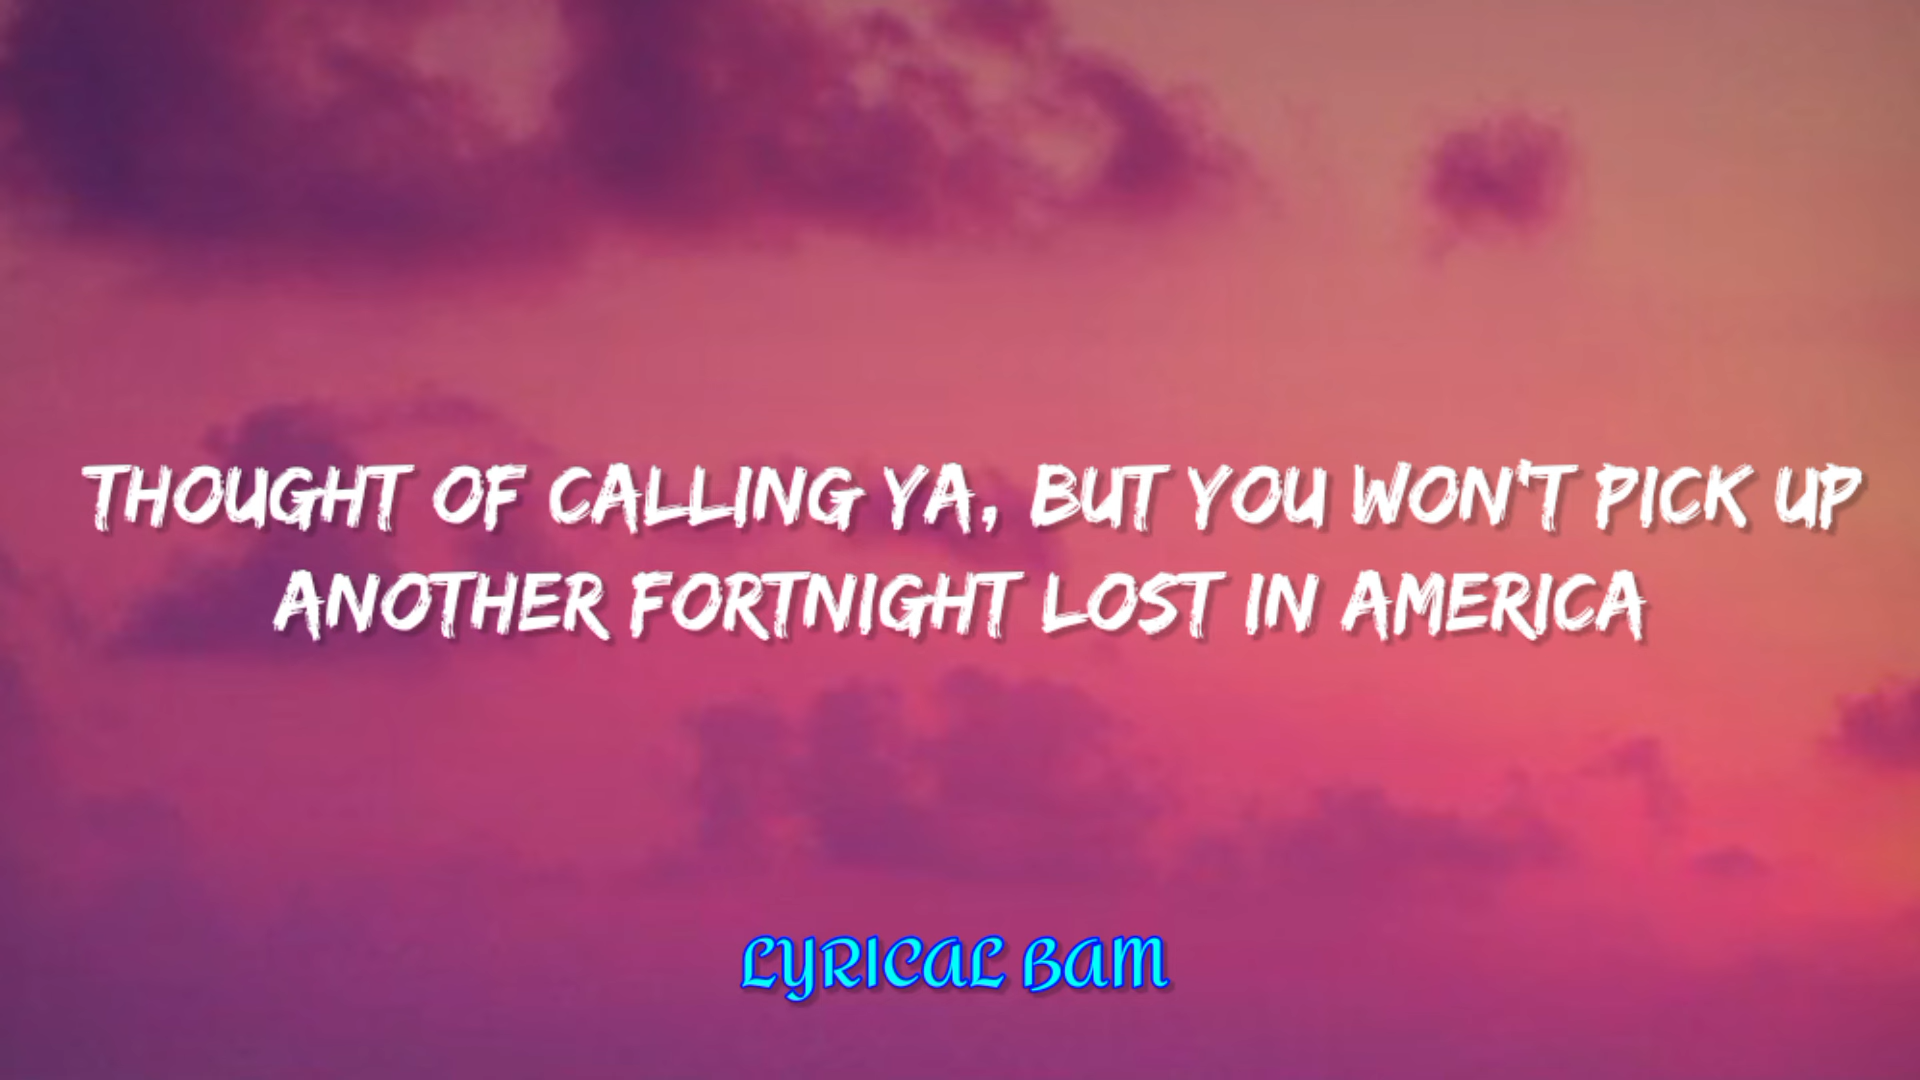 THOUGHT OF CALLING YA, BUT YOU WON'T PICK UP
ANOTHER FORTNIGHT LOST IN AMERICA
LYRICAL BAM